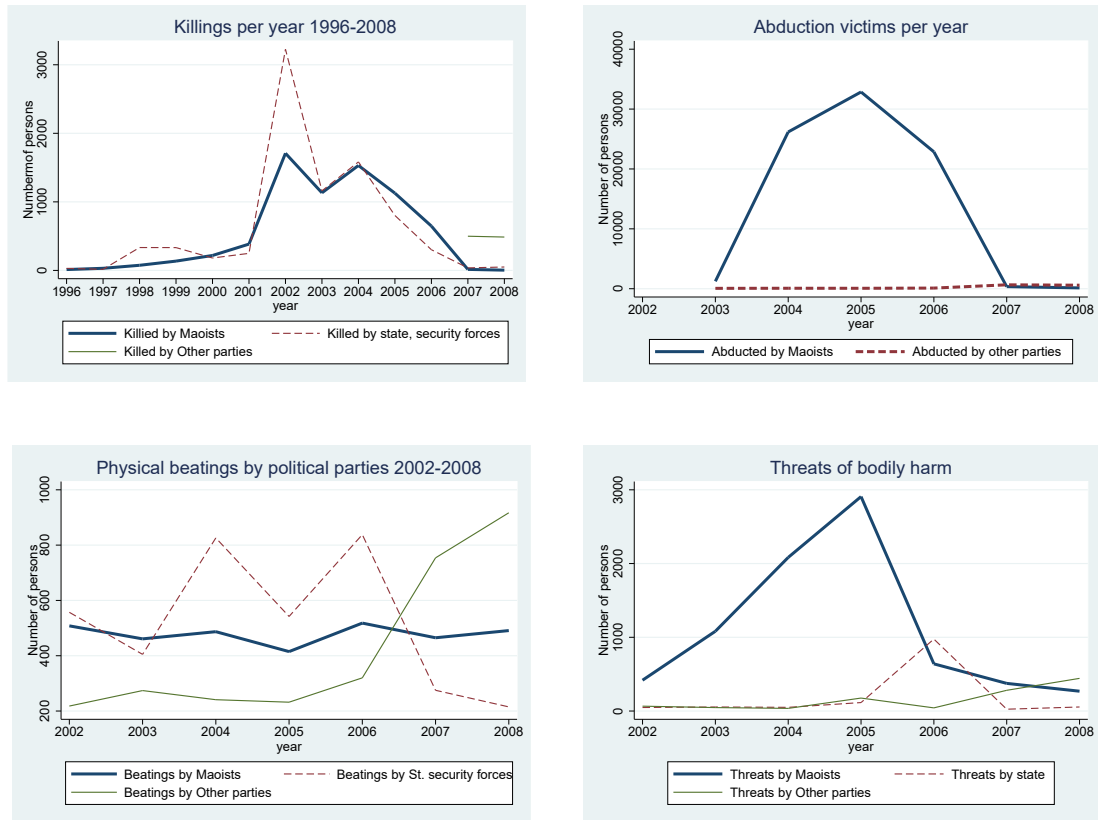 Killings per year 1996-2008
Numbermof persons
3000
2000
1000
0
1996 1997 1998 1999 2000 2001 2002 2003 2004 2005 2006 2007 2008
year
Killied by Maoists
Killed by state, security forces
Killed by Other parties
Abduction victims per year
Number of persons
40000
30000
20000
10000
0
2002 2003 2004 2005 2006 2007 2008
year
Abducted by Maoists
Abducted by other parties
Physical beatings by political parties 2002-2008
Number of persons
1000
800
600
400
200
2002 2003 2004 2005 2006 2007 2008
year
Beatings by Maoists
Beatings by St. security forces
Beatings by Other parties
Threats of bodily harm
Number of persons
3000
2000
1000
0
2002 2003 2004 2005 2006 2007 2008
year
Threats by Maoists
Threats by state
Threats by Other parties